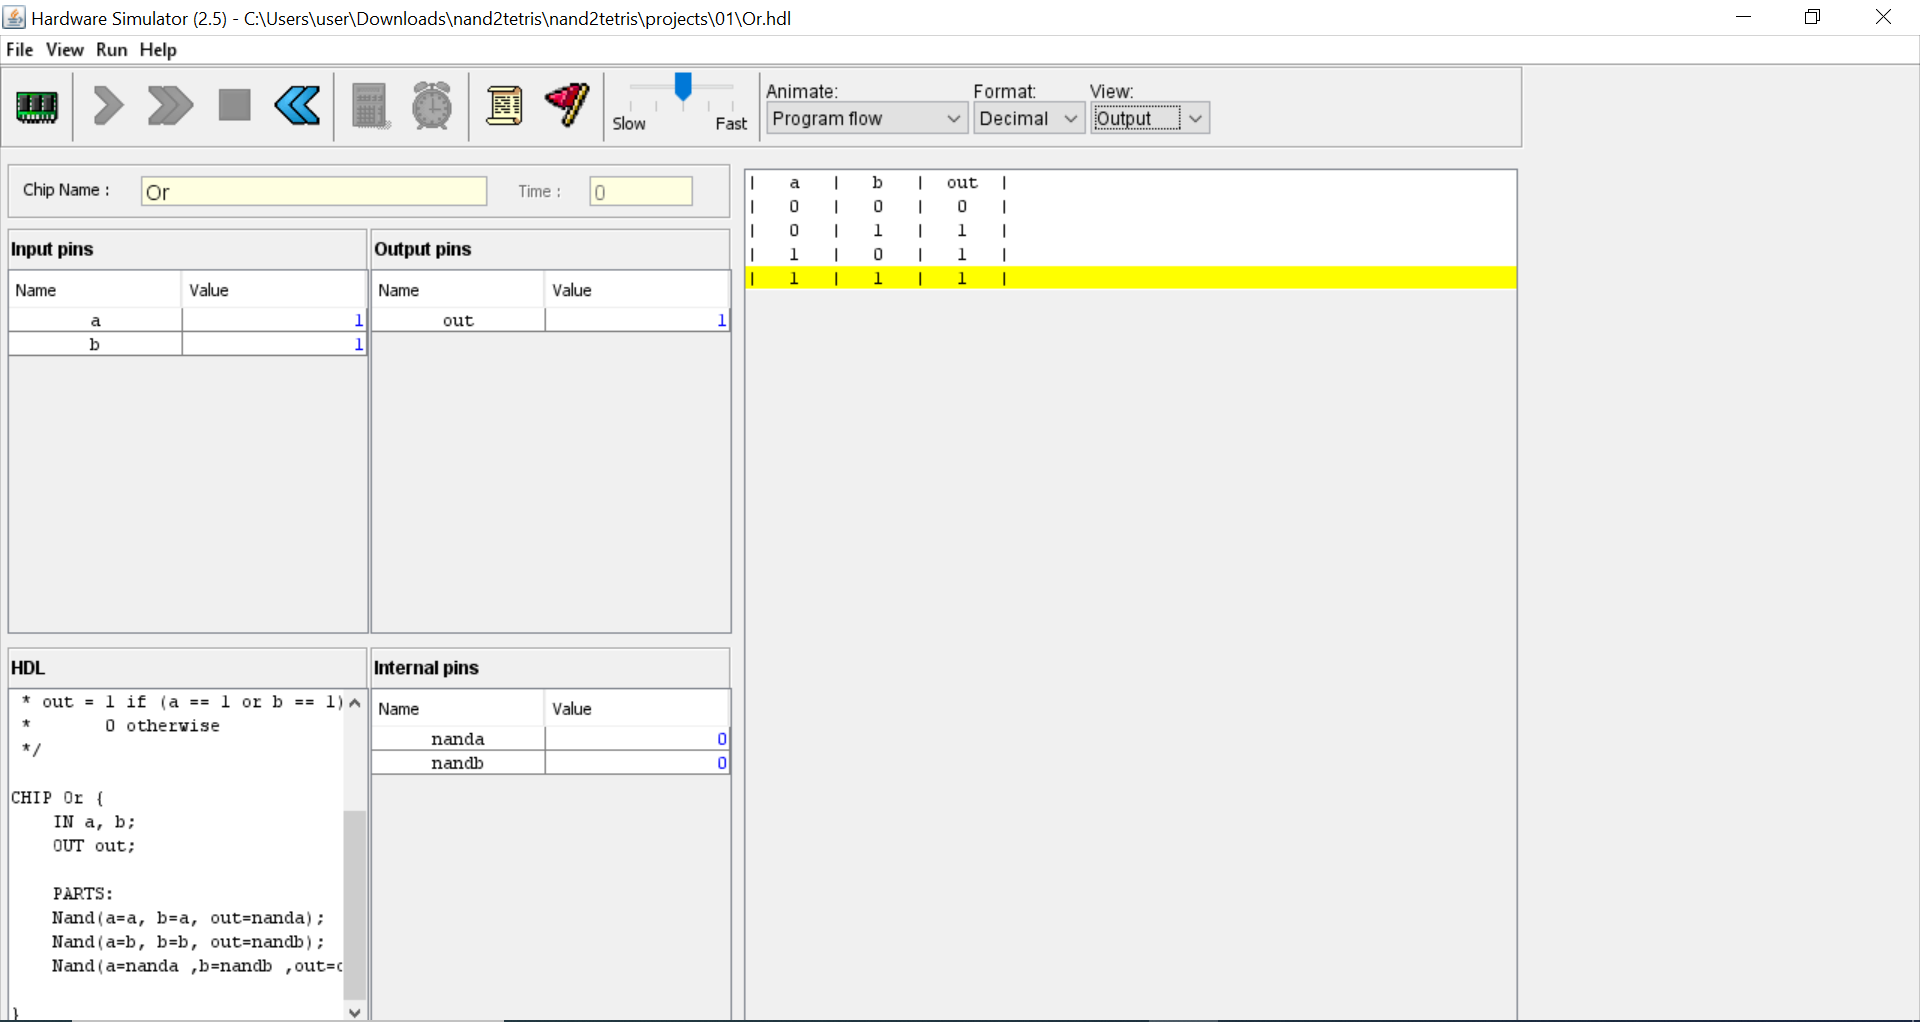 Hardware Simulator (2.5) - C:\Users\user\Downloads\nand2tetris\nand2tetris\projects\01\Or.hdl
File View Run Help
Slow Fast
Animate: Format: View:
Program flow Decimal Output
Chip Name : Or Time : 0
| a | b | out |
| 0 | 0 | 0 |
| 0 | 1 | 1 |
| 1 | 0 | 1 |
| 1 | 1 | 1 |
Input pins
Name Value
a 1
b 1
Output pins
Name Value
out 1
HDL
* out = 1 if (a == 1 or b == 1)
* 0 otherwise
*/
CHIP Or {
IN a, b;
OUT out;
PARTS:
Nand(a=a, b=a, out=nanda);
Nand(a=b, b=b, out=nandb);
Nand(a=nanda ,b=nandb ,out=
}
Internal pins
Name Value
nanda 0
nandb 0